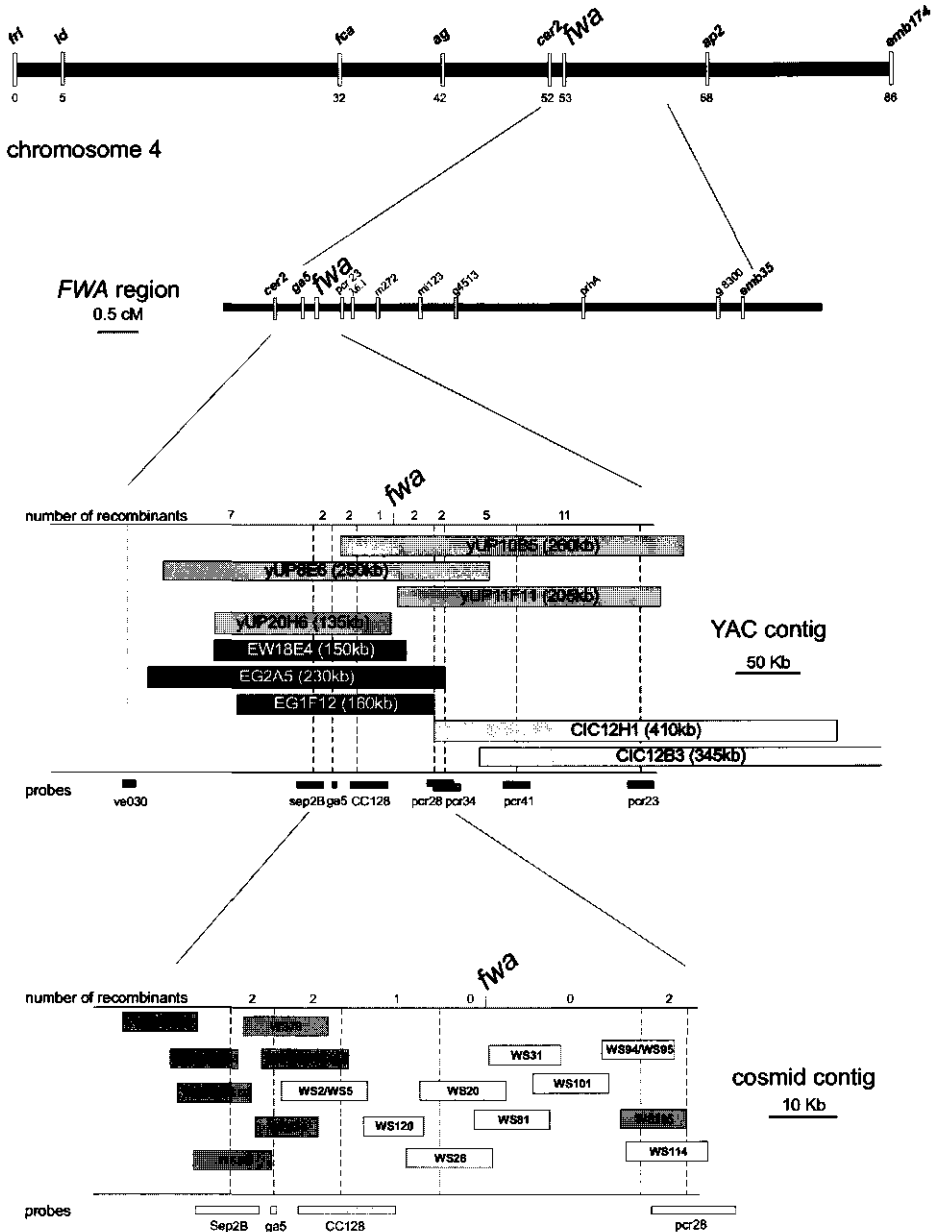 fri ld fca ag cer2 fwa ap2 emb174
0 5 32 42 52 53 68 86
chromosome 4
FWA region
0.5 cM
cer2 ga5 fwa pcr23 m272 mi123 g4513 prhA g8300 emb35
fwa
number of recombinants 7 2 2 1 2 2 5 11
yUP10B5 (260kb)
yUP8E6 (250kb)
yUP11F11 (205kb)
yUP20H6 (135kb)
EW18E4 (150kb)
EG2A5 (230kb)
EG1F12 (160kb)
CIC12H1 (410kb)
CIC12B3 (345kb)
YAC contig
50 Kb
probes
ve030 sep2B ga5 CC128 pcr28 pcr34 pcr41 pcr23
fwa
number of recombinants 2 2 1 0 0 2
WS31 WS94/WS95
WS2/WS5 WS20 WS101
WS120 WS81
WS26 WS114
cosmid contig
10 Kb
probes
Sep2B ga5 CC128 pcr28